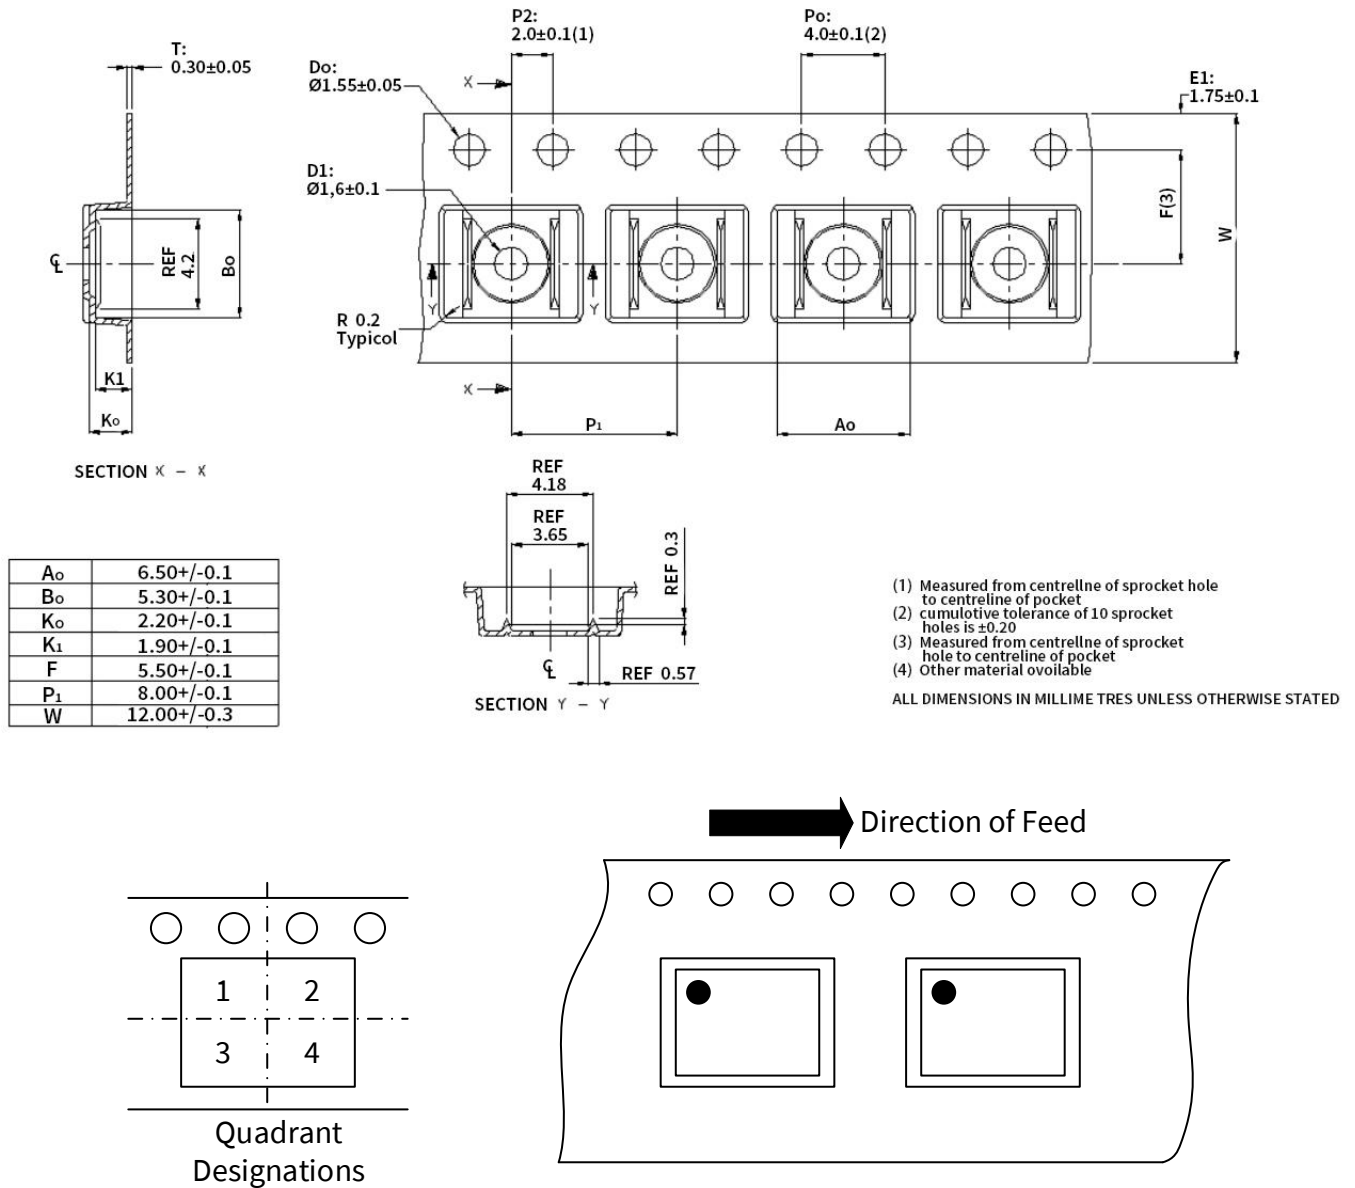 P2:
2.0±0.1(1)
Po:
4.0±0.1(2)
T:
0.30±0.05
Do:
Ø1.55±0.05
X
E1:
1.75±0.1
D1:
Ø1,6±0.1
F(3)
W
REF
4.2
Bo
℄
Y
Y
R 0.2
Typicol
K1
Ko
X
P1
Ao
SECTION X – X
REF
4.18
REF
3.65
REF 0.3
℄
REF 0.57
SECTION Y – Y
Ao 6.50+/-0.1
Bo 5.30+/-0.1
Ko 2.20+/-0.1
K1 1.90+/-0.1
F 5.50+/-0.1
P1 8.00+/-0.1
W 12.00+/-0.3
(1) Measured from centrellne of sprocket hole
to centreline of pocket
(2) cumulotive tolerance of 10 sprocket
holes is ±0.20
(3) Measured from centrellne of sprocket
hole to centreline of pocket
(4) Other material ovoilable
ALL DIMENSIONS IN MILLIME TRES UNLESS OTHERWISE STATED
Direction of Feed
1 2
3 4
Quadrant
Designations